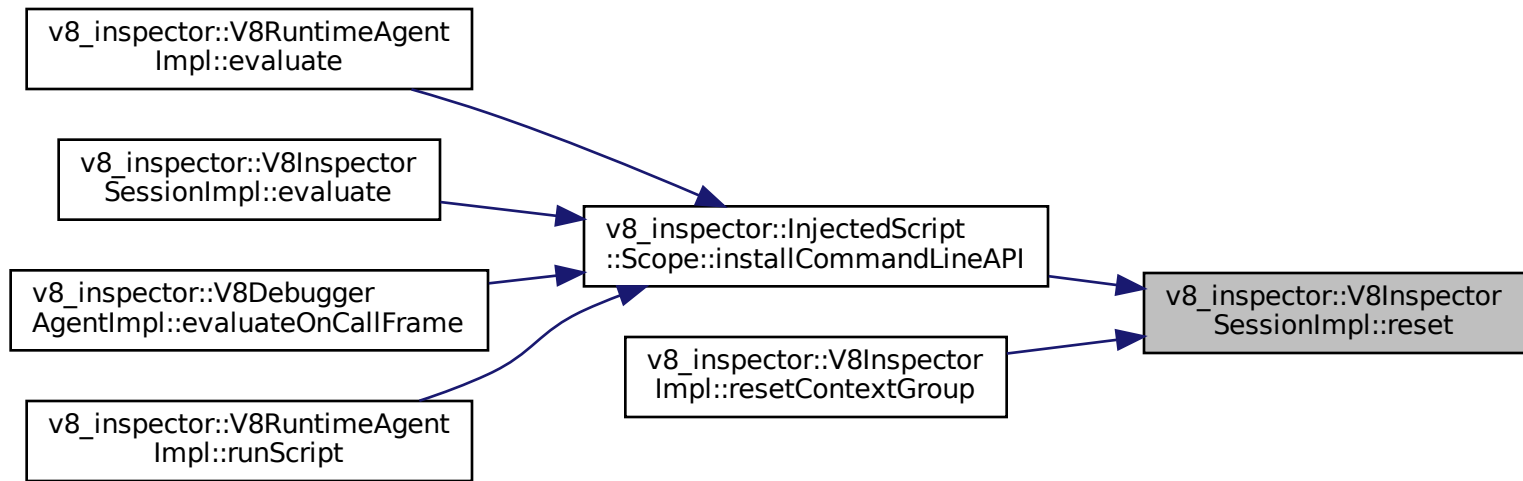 v8_inspector::V8RuntimeAgent
Impl::evaluate
v8_inspector::V8Inspector
SessionImpl::evaluate
v8_inspector::V8Debugger
AgentImpl::evaluateOnCallFrame
v8_inspector::V8RuntimeAgent
Impl::runScript
v8_inspector::InjectedScript
::Scope::installCommandLineAPI
v8_inspector::V8Inspector
Impl::resetContextGroup
v8_inspector::V8Inspector
SessionImpl::reset